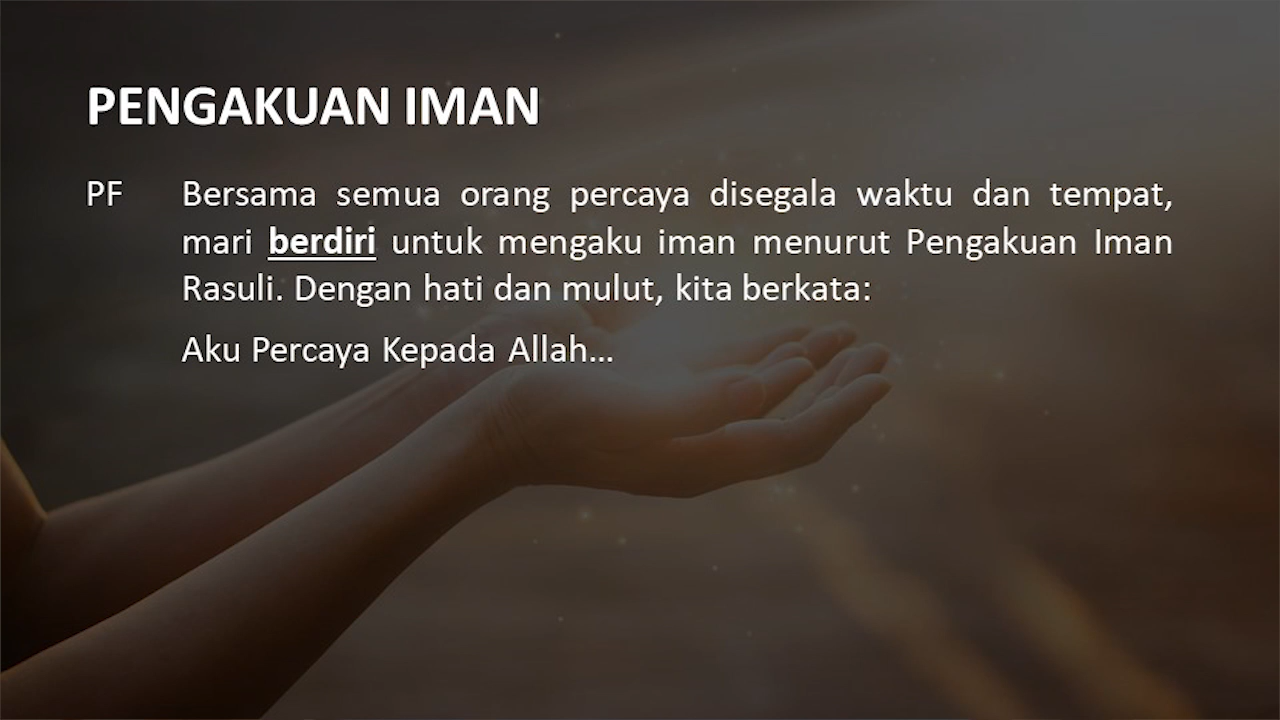 PENGAKUAN IMAN
PF Bersama semua orang percaya disegala waktu dan tempat,
mari berdiri untuk mengaku iman menurut Pengakuan Iman
Rasuli. Dengan hati dan mulut, kita berkata:
Aku Percaya Kepada Allah...